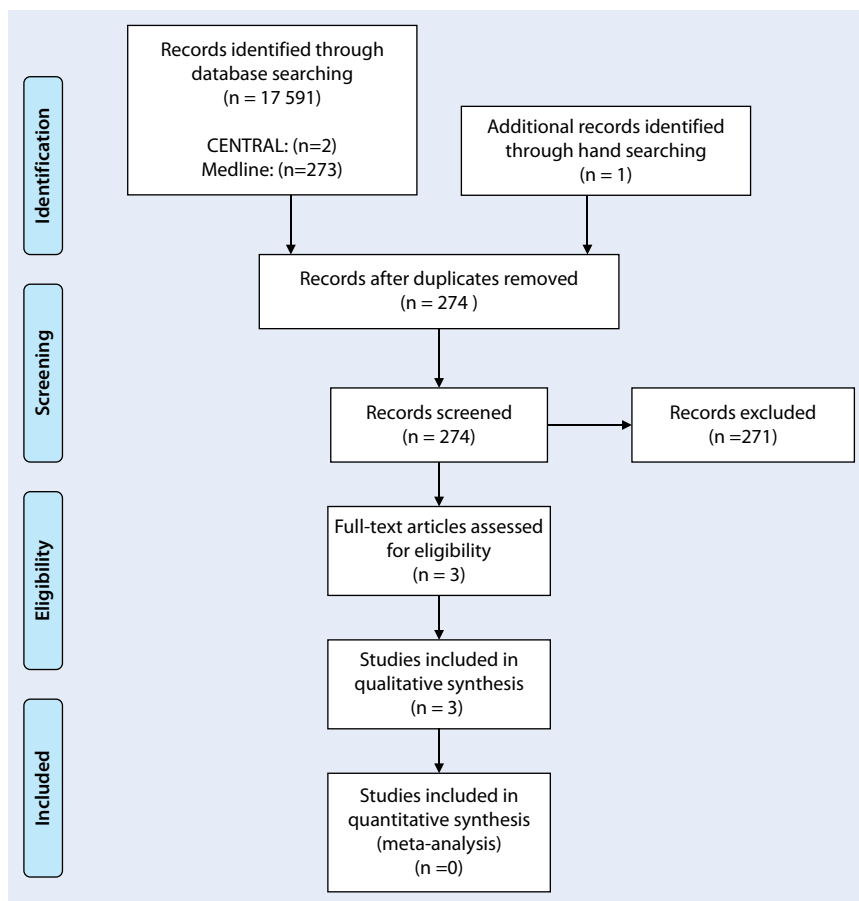 Identification
Records identified through
database searching
(n = 17 591)
CENTRAL: (n=2)
Medline: (n=273)
Additional records identified
through hand searching
(n = 1)
Records after duplicates removed
(n = 274 )
Screening
Records screened
(n = 274)
Records excluded
(n =271)
Eligibility
Full-text articles assessed
for eligibility
(n = 3)
Studies included in
qualitative synthesis
(n = 3)
Included
Studies included in
quantitative synthesis
(meta-analysis)
(n =0)